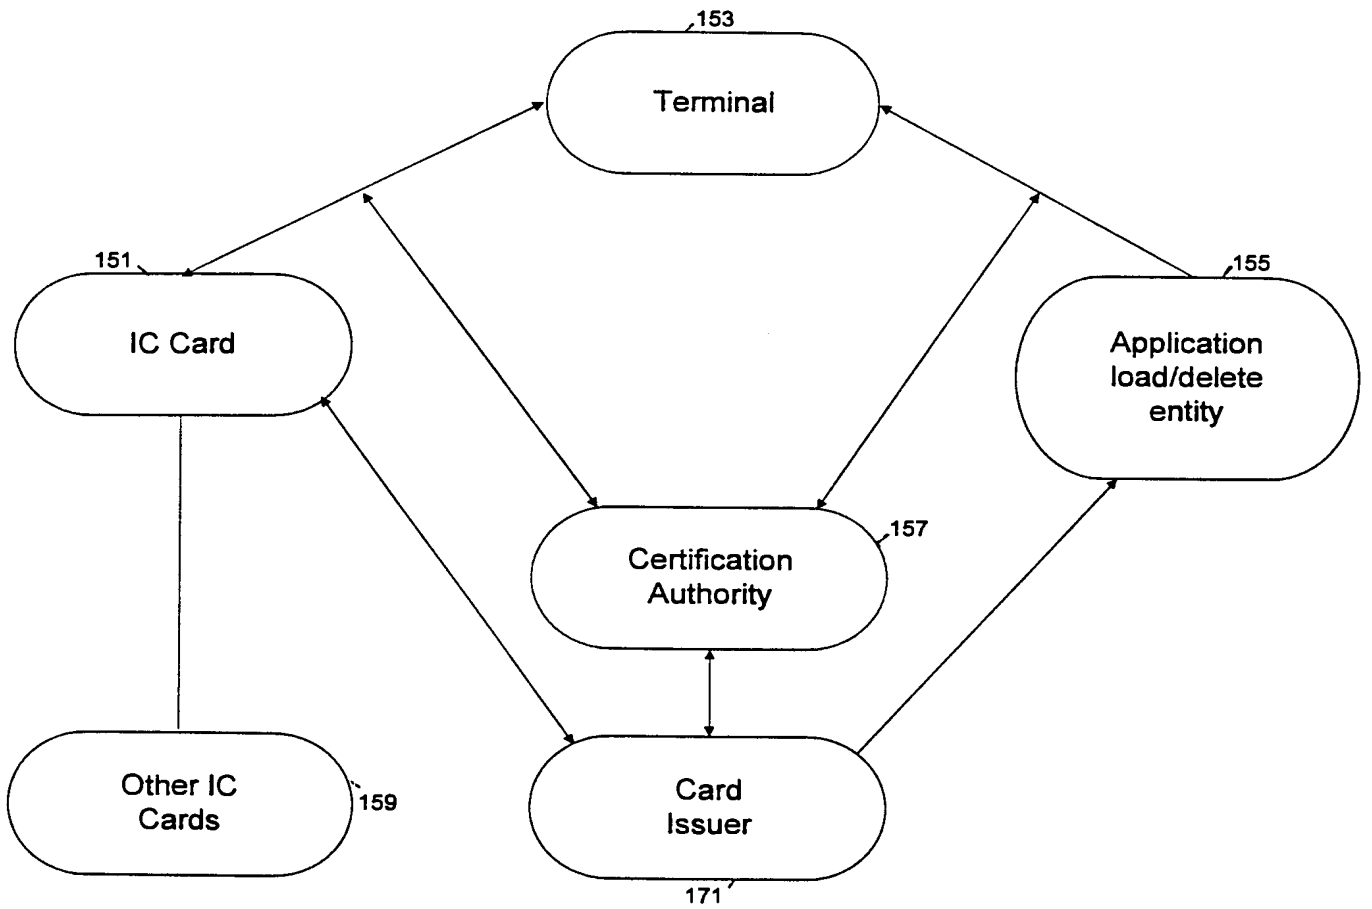 153
Terminal
151
IC Card
155
Application
load/delete
entity
157
Certification
Authority
Other IC
Cards
159
Card
Issuer
171